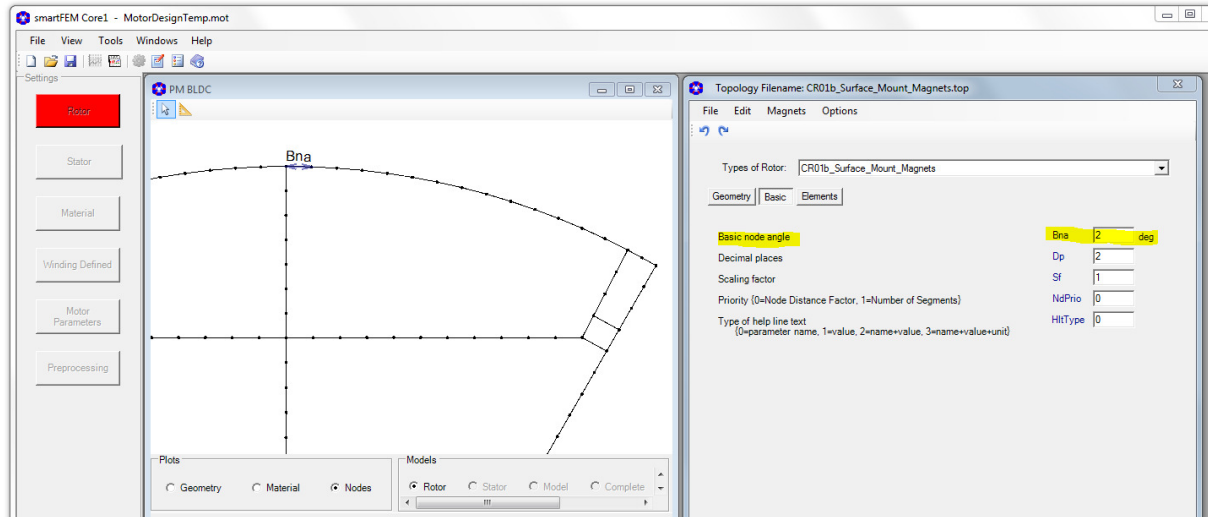 smartFEM Core1 - MotorDesignTemp.mot
File View Tools Windows Help
Settings
Rotor
Stator
Material
Winding Defined
Motor
Parameters
Preprocessing
PM BLDC
Bna
Plots
Geometry Material Nodes
Models
Rotor Stator Model Complete
Topology Filename: CR01b_Surface_Mount_Magnets.top
File Edit Magnets Options
Types of Rotor: CR01b_Surface_Mount_Magnets
Geometry Basic Elements
Basic node angle Bna 2 deg
Decimal places Dp 2
Scaling factor Sf 1
Priority {0=Node Distance Factor, 1=Number of Segments} NdPrio 0
Type of help line text HltType 0
{0=parameter name, 1=value, 2=name+value, 3=name+value+unit}